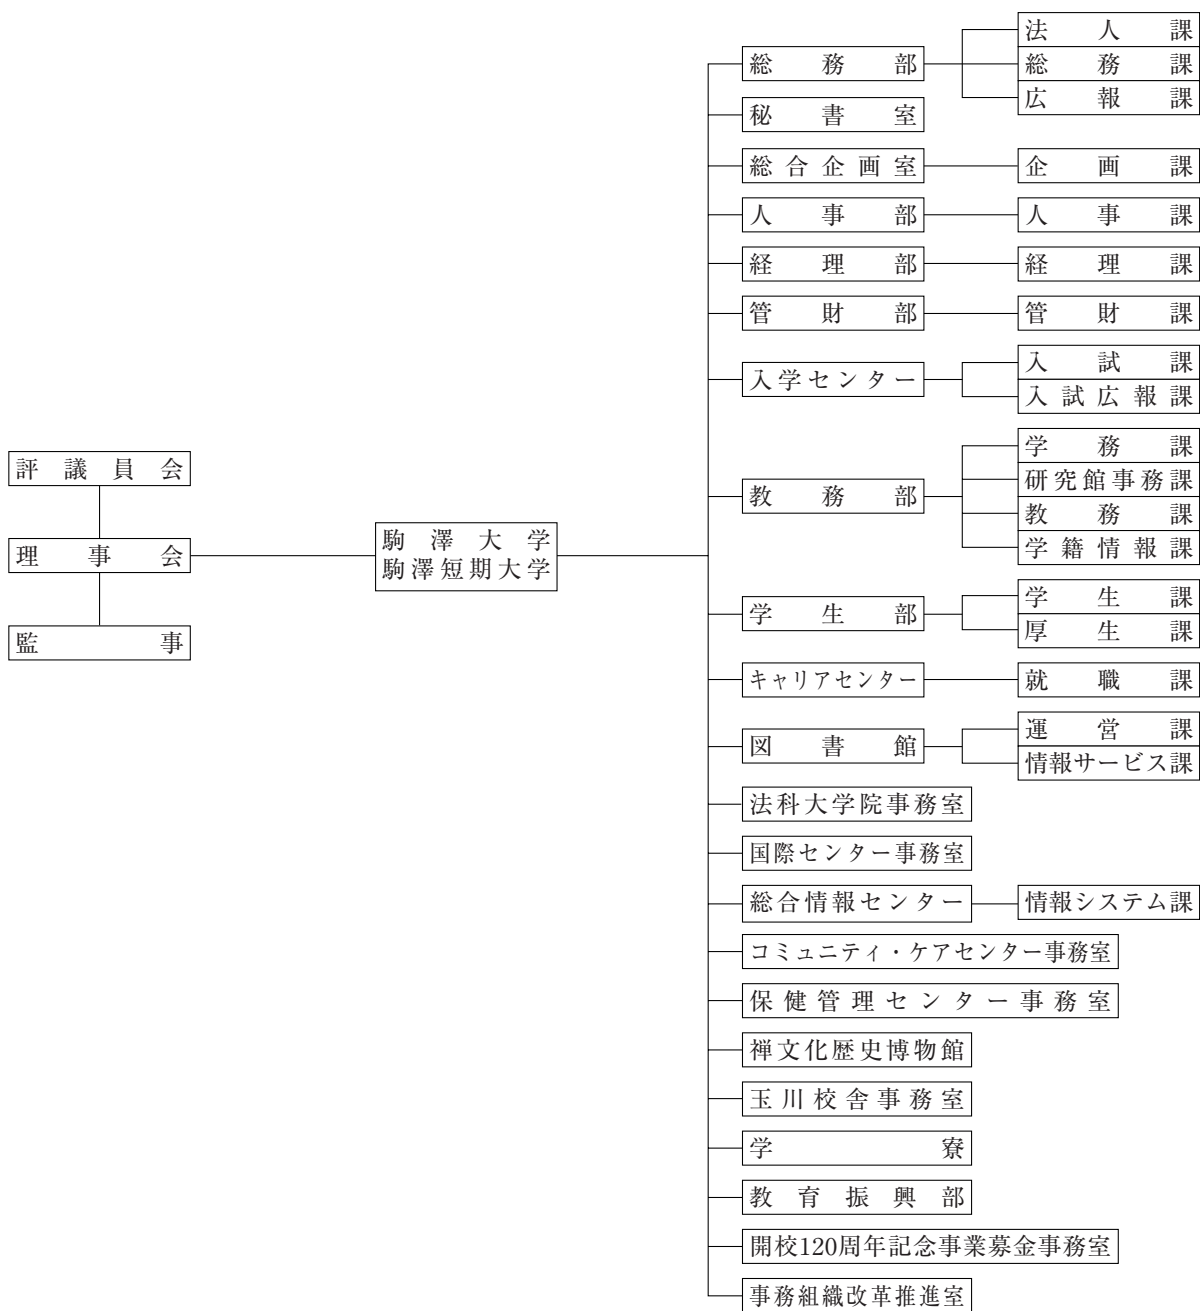 評議員会
理事会
監事
駒澤大学
駒澤短期大学
総務部
法人課
総務課
広報課
秘書室
総合企画室
企画課
人事部
人事課
経理部
経理課
管財部
管財課
入学センター
入試課
入試広報課
教務部
学務課
研究館事務課
教務課
学籍情報課
学生部
学生課
厚生課
キャリアセンター
就職課
図書館
運営課
情報サービス課
法科大学院事務室
国際センター事務室
総合情報センター
情報システム課
コミュニティ・ケアセンター事務室
保健管理センター事務室
禅文化歴史博物館
玉川校舎事務室
学寮
教育振興部
開校120周年記念事業募金事務室
事務組織改革推進室